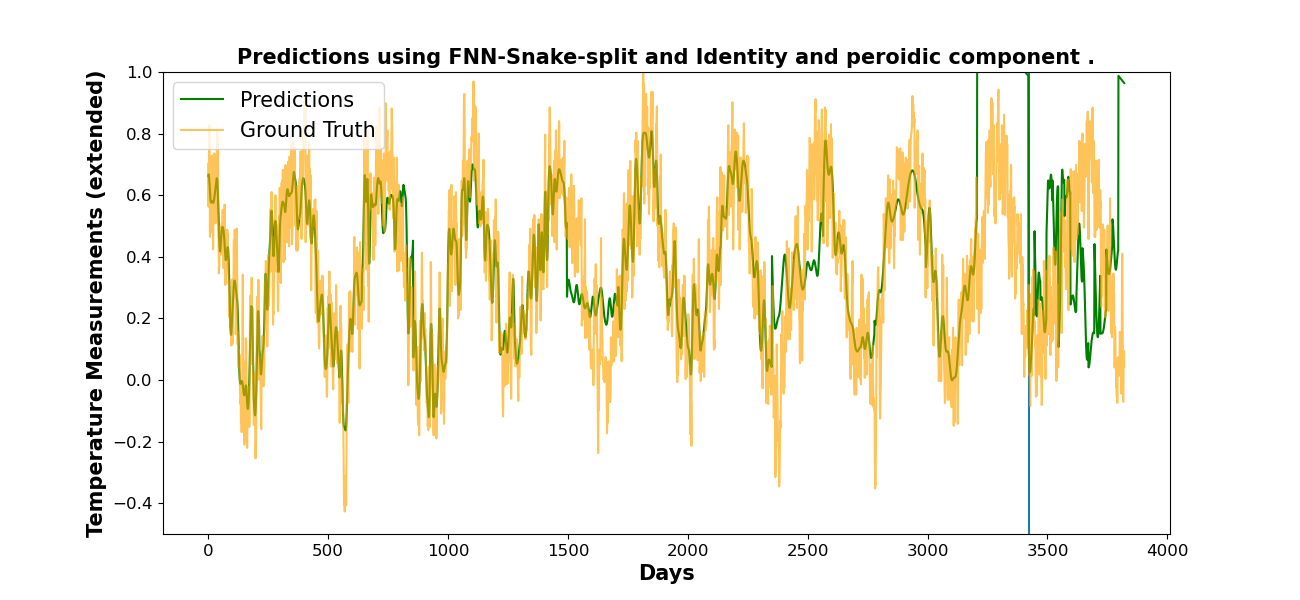 Predictions using FNN-Snake-split and Identity and peroidic component .
Temperature Measurements (extended)
1.0
0.8
0.6
0.4
0.2
0.0
−0.2
−0.4
Predictions
Ground Truth
0 500 1000 1500 2000 2500 3000 3500 4000
Days